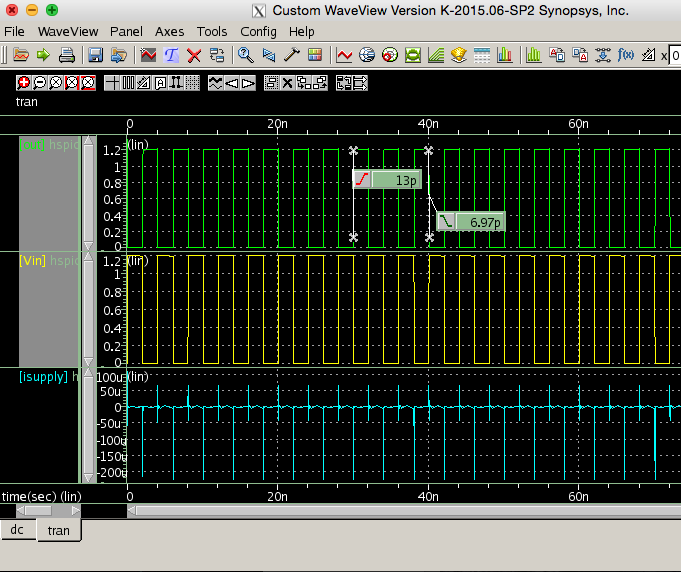 Custom WaveView Version K-2015.06-SP2 Synopsys, Inc.
File WaveView Panel Axes Tools Config Help
f(x) x 0
tran
0 20n 40n 60n
hspic (lin)
1.2
1
0.8
0.6
0.4
0.2
0
13p
6.97p
[Vin] hspic (lin)
1.2
1
0.8
0.6
0.4
0.2
0
[isupply] h (lin)
100u
50u
0
-50u
-100u
-150u
-200u
time(sec) (lin) 0 20n 40n 60n
dc tran